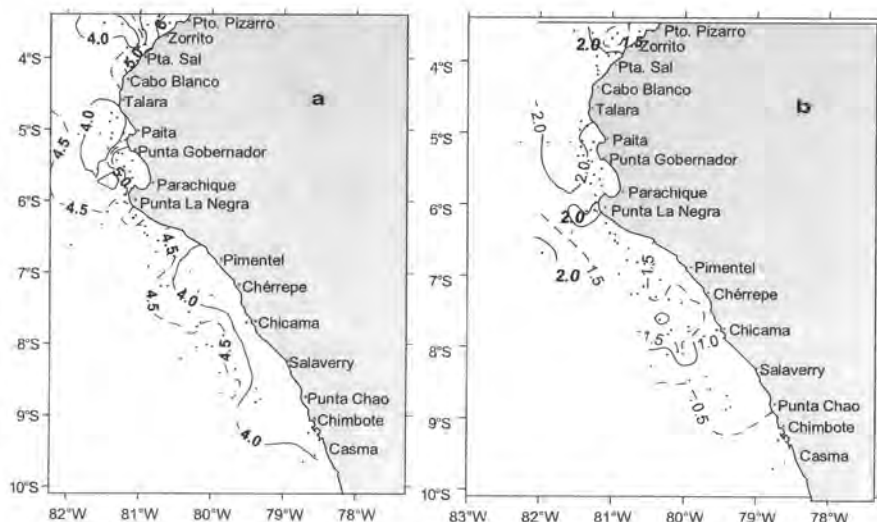 4°S
5°S
6°S
7°S
8°S
9°S
10°S
82°W
81°W
80°W
79°W
78°W
a
Pto. Pizarro
Zorrito
Pta. Sal
Cabo Blanco
Talara
Paita
Punta Gobernador
Parachique
Punta La Negra
Pimentel
Chérrepe
Chicama
Salaverry
Punta Chao
Chimbote
Casma
4.0
5.0
4.0
4.5
5.0
4.5
4.5
4.0
4.5
4.5
4.0
4°S
5°S
6°S
7°S
8°S
9°S
10°S
83°W
82°W
81°W
80°W
79°W
78°W
b
Pto. Pizarro
Zorrito
Pta. Sal
Cabo Blanco
Talara
Paita
Punta Gobernador
Parachique
Punta La Negra
Pimentel
Chérrepe
Chicama
Salaverry
Punta Chao
Chimbote
Casma
2.0
1.5
2.0
2.0
2.0
1.5
2.0
1.5
1.5
1.0
0.5